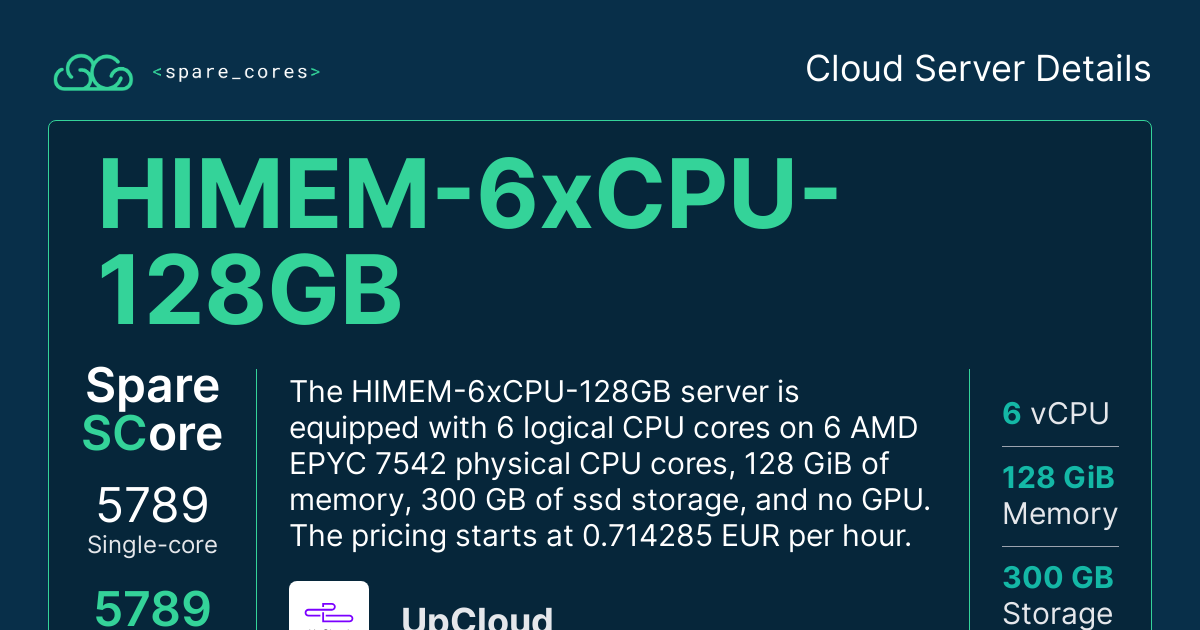 <spare_cores>
Cloud Server Details
HIMEM-6xCPU-
128GB
Spare
SCore
5789
Single-core
5789
The HIMEM-6xCPU-128GB server is
equipped with 6 logical CPU cores on 6 AMD
EPYC 7542 physical CPU cores, 128 GiB of
memory, 300 GB of ssd storage, and no GPU.
The pricing starts at 0.714285 EUR per hour.
UpCloud
6 vCPU
128 GiB
Memory
300 GB
Storage